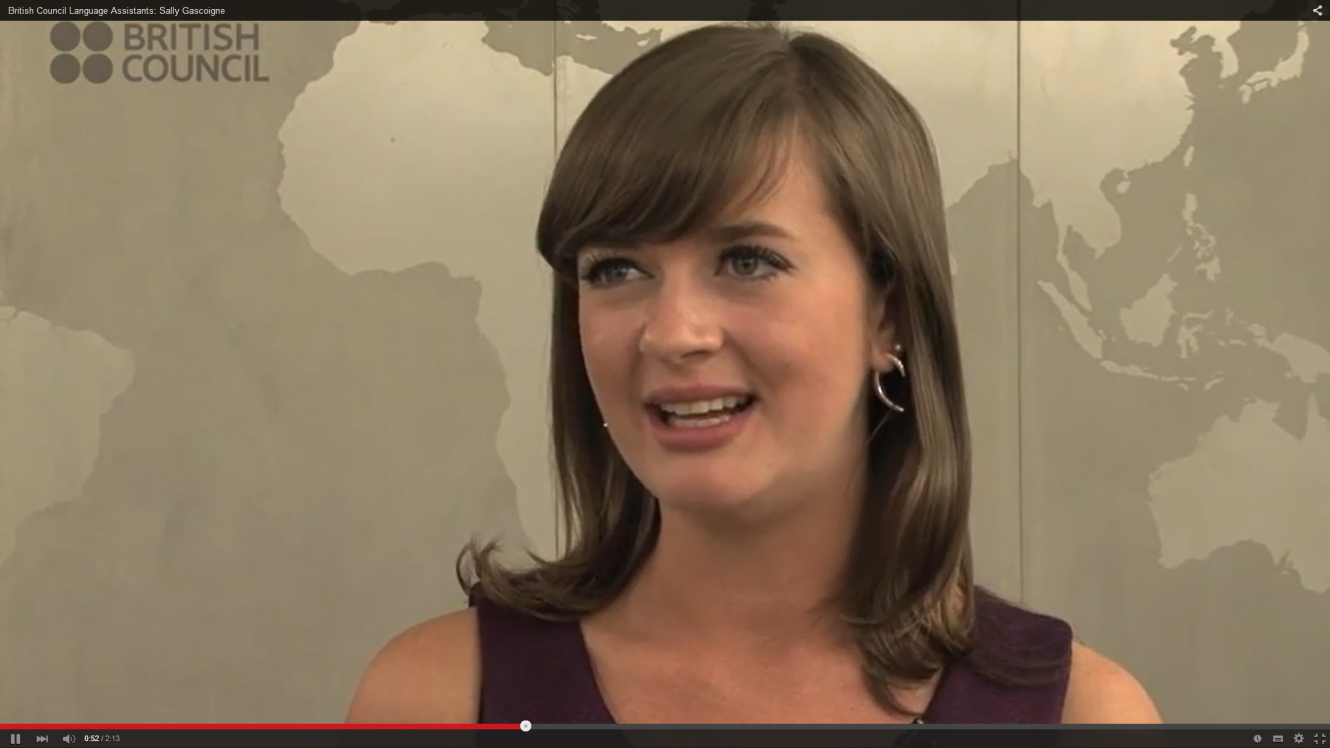 British Council Language Assistants: Sally Gascoigne
BRITISH
COUNCIL
0:52 / 2:13